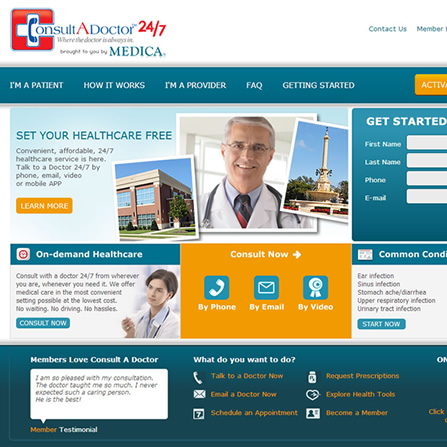 Consult A Doctor™ 24/7
Where the doctor is always in.
brought to you by MEDICA®
Contact Us
Member
I'M A PATIENT HOW IT WORKS I'M A PROVIDER FAQ GETTING STARTED
ACTIVA
SET YOUR HEALTHCARE FREE
Convenient, affordable, 24/7
healthcare service is here.
Talk to a Doctor 24/7 by
phone, email, video
or mobile APP
LEARN MORE
GET STARTED
First Name
Last Name
Phone
E-mail
On-demand Healthcare
Consult with a doctor 24/7 from wherever
you are, whenever you need it. We offer
medical care in the most convenient
setting possible at the lowest cost.
No waiting. No driving. No hassles.
CONSULT NOW
Consult Now
By Phone By Email By Video
Common Condi
Ear infection
Sinus infection
Stomach ache/diarrhea
Upper respiratory infection
Urinary tract infection
START NOW
Members Love Consult A Doctor
I am so pleased with my consultation.
The doctor taught me so much. I never
expected such a caring person.
He is the best!
Member Testimonial
What do you want to do?
Talk to a Doctor Now
Email a Doctor Now
Schedule an Appointment
Request Prescriptions
Explore Health Tools
Become a Member
ON
Click